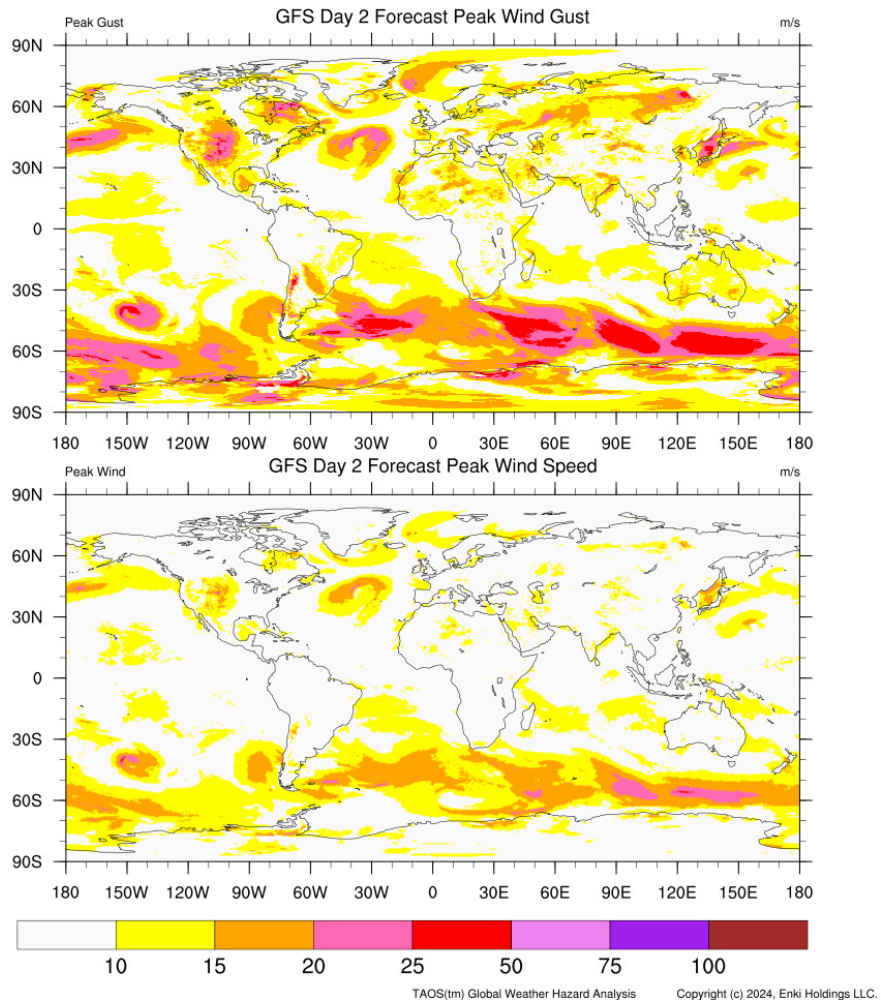 GFS Day 2 Forecast Peak Wind Gust
Peak Gust
m/s
90N
60N
30N
0
30S
60S
90S
180 150W 120W 90W 60W 30W 0 30E 60E 90E 120E 150E 180
GFS Day 2 Forecast Peak Wind Speed
Peak Wind
m/s
90N
60N
30N
0
30S
60S
90S
180 150W 120W 90W 60W 30W 0 30E 60E 90E 120E 150E 180
10 15 20 25 50 75 100
TAOS(tm) Global Weather Hazard Analysis Copyright (c) 2024, Enki Holdings LLC.